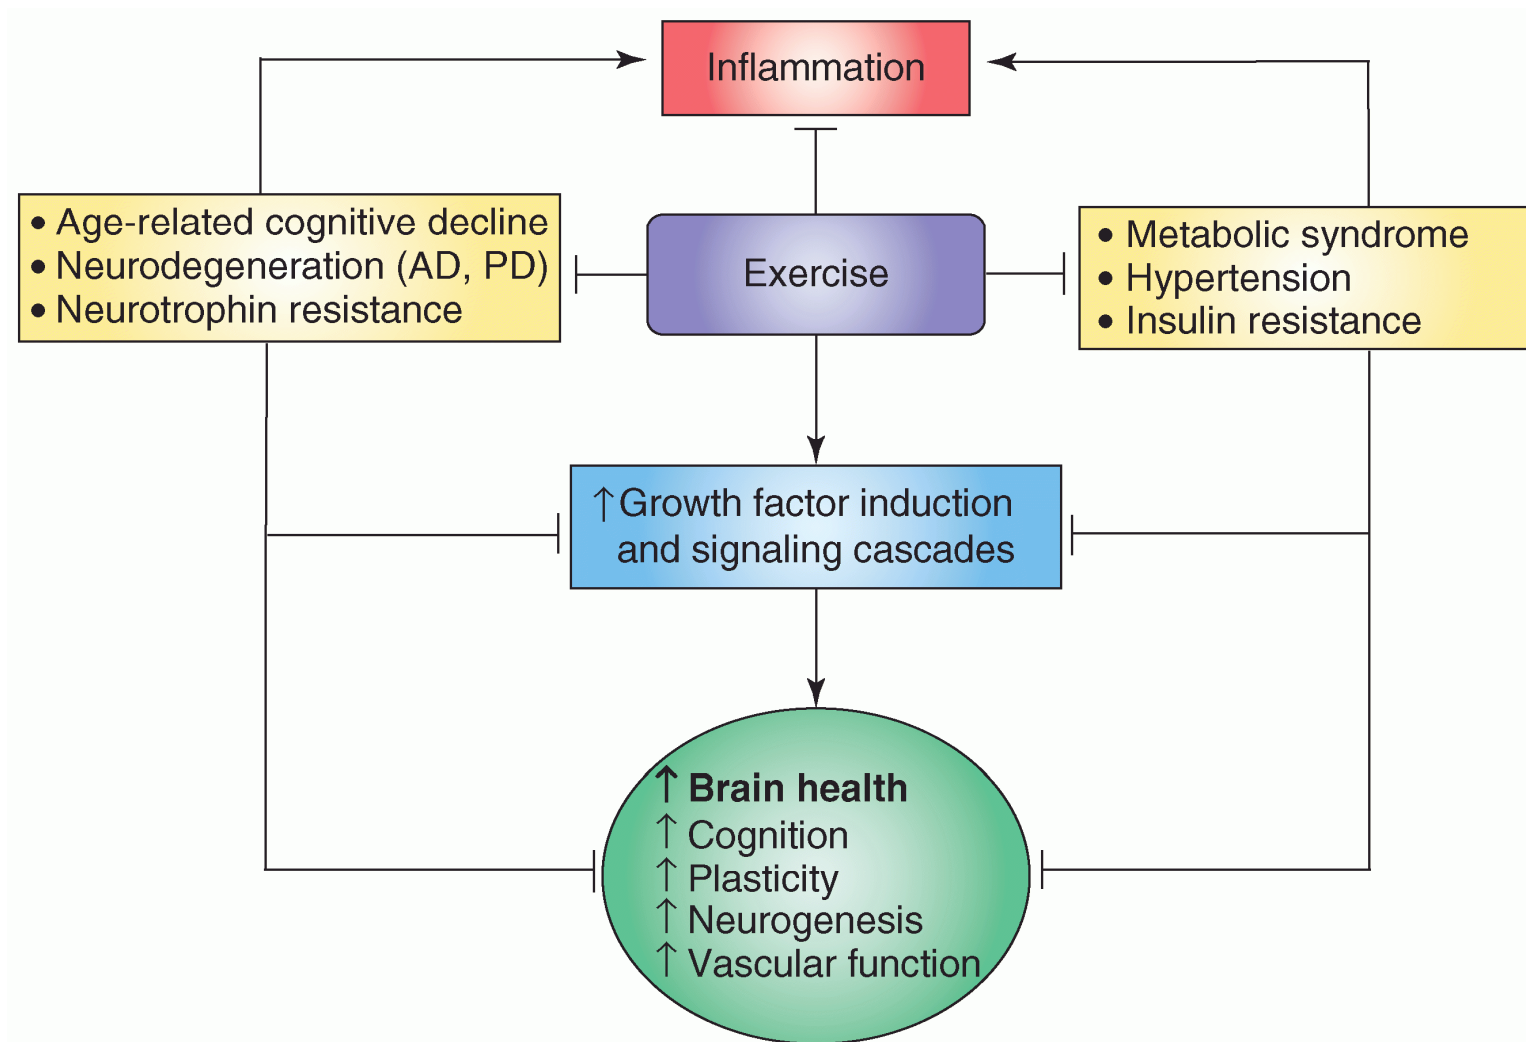 Inflammation
• Age-related cognitive decline
• Neurodegeneration (AD, PD)
• Neurotrophin resistance
Exercise
• Metabolic syndrome
• Hypertension
• Insulin resistance
↑Growth factor induction
and signaling cascades
↑ Brain health
↑ Cognition
↑ Plasticity
↑ Neurogenesis
↑ Vascular function